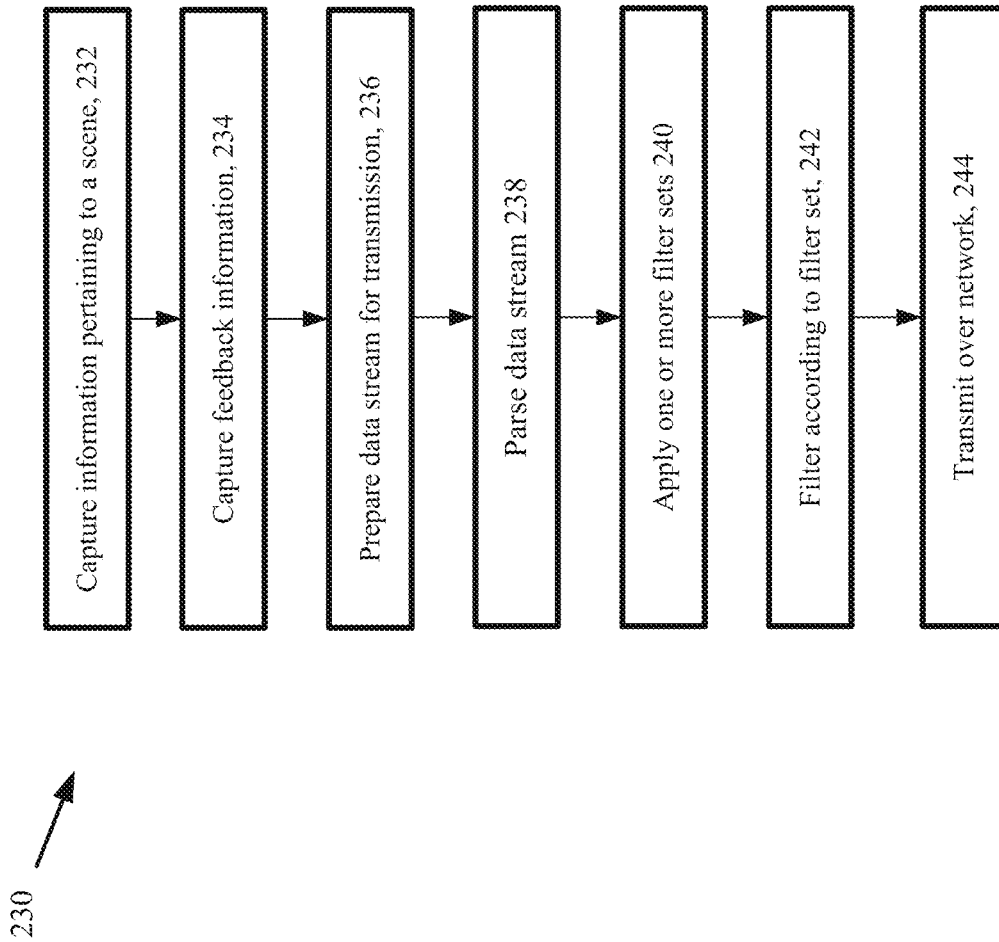 230
Capture information pertaining to a scene, 232
Capture feedback information, 234
Prepare data stream for transmission, 236
Parse data stream 238
Apply one or more filter sets 240
Filter according to filter set, 242
Transmit over network, 244